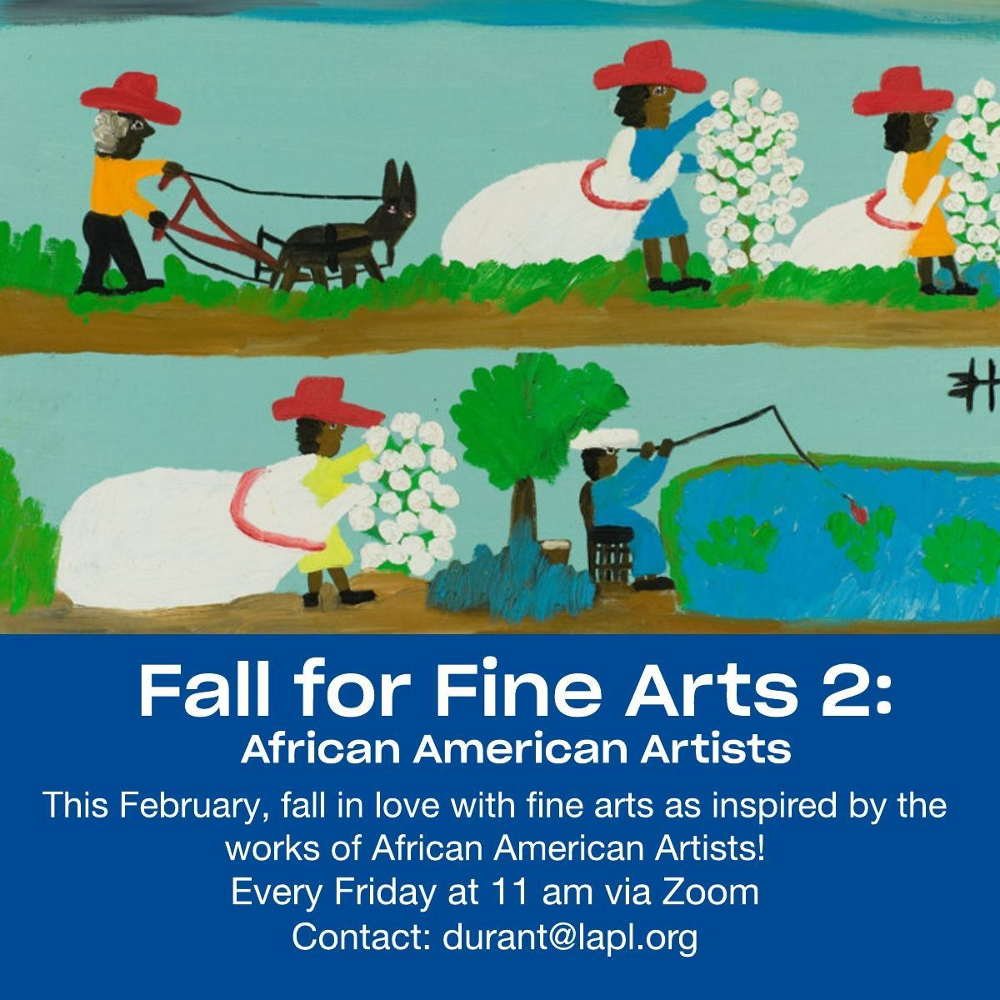 Fall for Fine Arts 2:
African American Artists
This February, fall in love with fine arts as inspired by the
works of African American Artists!
Every Friday at 11 am via Zoom
Contact: durant@lapl.org